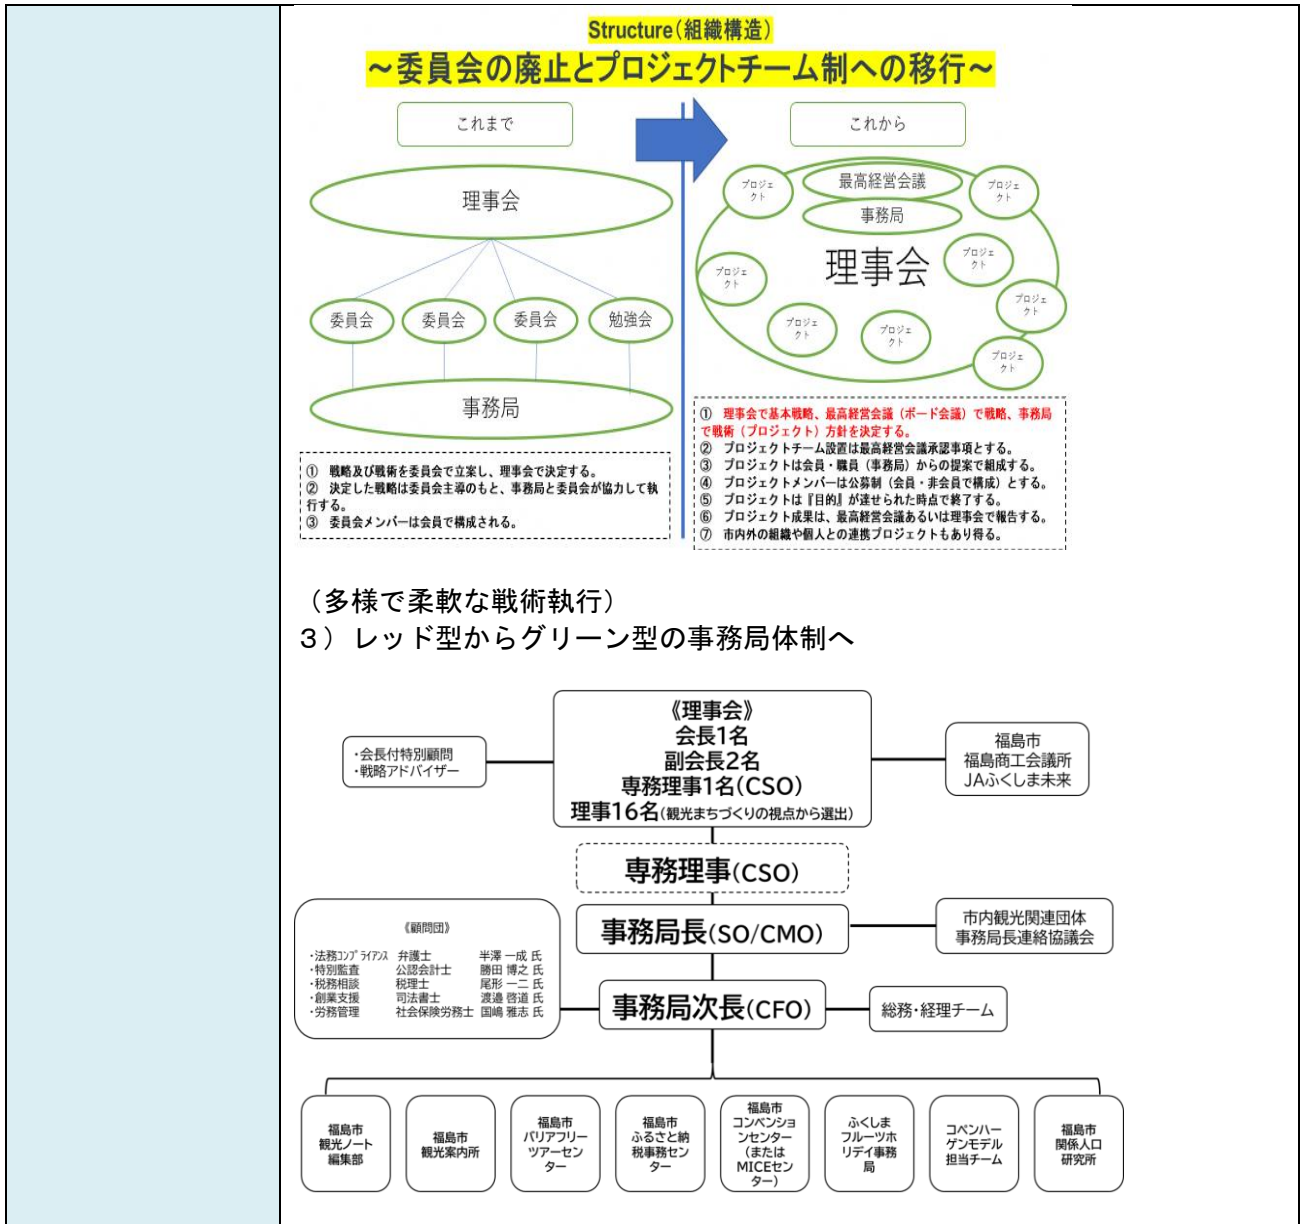 Structure（組織構造）
～委員会の廃止とプロジェクトチーム制への移行～
これまで
理事会
委員会
委員会
委員会
勉強会
事務局
① 戦略及び戦術を委員会で立案し、理事会で決定する。
② 決定した戦略は委員会主導のもと、事務局と委員会が協力して執
行する。
③ 委員会メンバーは会員で構成される。
これから
プロジェ
クト
最高経営会議
プロジェ
クト
事務局
理事会
プロジェ
クト
プロジェ
クト
プロジェ
クト
プロジェ
クト
プロジェ
クト
プロジェ
クト
① 理事会で基本戦略、最高経営会議（ボード会議）で戦略、事務局
で戦術（プロジェクト）方針を決定する。
② プロジェクトチーム設置は最高経営会議承認事項とする。
③ プロジェクトは会員・職員（事務局）からの提案で組成する。
④ プロジェクトメンバーは公募制（会員・非会員で構成）とする。
⑤ プロジェクトは『目的』が達せられた時点で終了する。
⑥ プロジェクト成果は、最高経営会議あるいは理事会で報告する。
⑦ 市内外の組織や個人との連携プロジェクトもあり得る。
（多様で柔軟な戦術執行）
３）レッド型からグリーン型の事務局体制へ
・会長付特別顧問
・戦略アドバイザー
《理事会》
会長1名
副会長2名
専務理事1名(CSO)
理事16名(観光まちづくりの視点から選出)
福島市
福島商工会議所
JAふくしま未来
専務理事(CSO)
事務局長(SO/CMO)
市内観光関連団体
事務局長連絡協議会
《顧問団》
・法務コンプライアンス 弁護士 半澤 一成 氏
・特別監査 公認会計士 勝田 博之 氏
・税務相談 税理士 尾形 一二 氏
・創業支援 司法書士 渡邉 啓道 氏
・労務管理 社会保険労務士 国嶋 雅志 氏
事務局次長(CFO)
総務・経理チーム
福島市
観光ノート
編集部
福島市
観光案内所
福島市
バリアフリー
ツアーセン
ター
福島市
ふるさと納
税事務セン
ター
福島市
コンベンショ
ンセンター
(または
MICEセン
ター)
ふくしま
フルーツホ
リデイ事務
局
コペンハー
ゲンモデル
担当チーム
福島市
関係人口
研究所